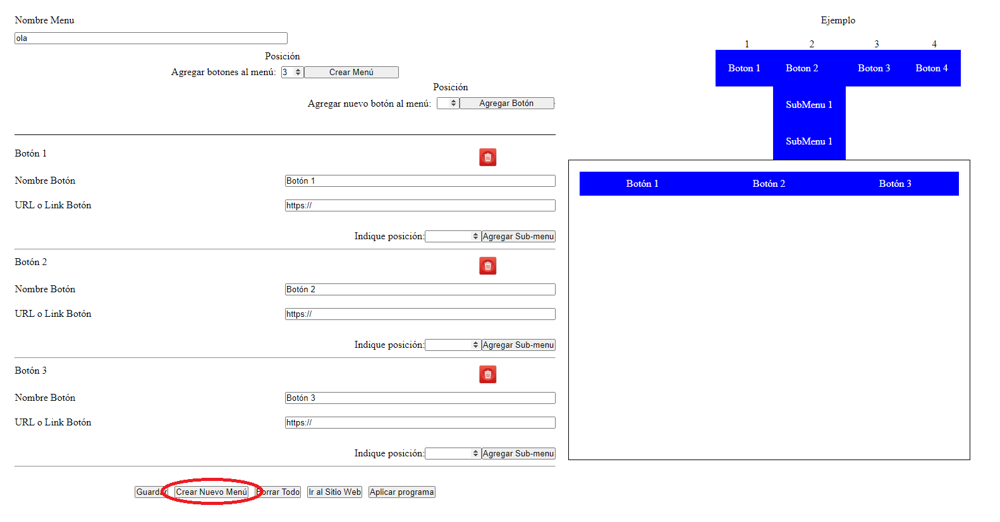 Nombre Menu
ola
Posición
Agregar botones al menú: 3 Crear Menú
Posición
Agregar nuevo botón al menú: Agregar Botón
Botón 1
Nombre Botón Botón 1
URL o Link Botón https://
Indique posición: Agregar Sub-menu
Botón 2
Nombre Botón Botón 2
URL o Link Botón https://
Indique posición: Agregar Sub-menu
Botón 3
Nombre Botón Botón 3
URL o Link Botón https://
Indique posición: Agregar Sub-menu
Guardar Crear Nuevo Menú Borrar Todo Ir al Sitio Web Aplicar programa
Ejemplo
1 2 3 4
Boton 1 Boton 2 Boton 3 Boton 4
SubMenu 1
SubMenu 1
Botón 1 Botón 2 Botón 3